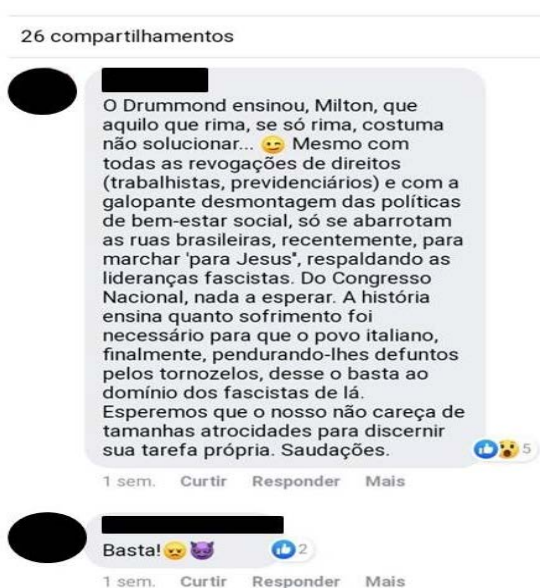 26 compartilhamentos
O Drummond ensinou, Milton, que
aquilo que rima, se só rima, costuma
não solucionar... 😉 Mesmo com
todas as revogações de direitos
(trabalhistas, previdenciários) e com a
galopante desmontagem das políticas
de bem-estar social, só se abarrotam
as ruas brasileiras, recentemente, para
marchar 'para Jesus", respaldando as
lideranças fascistas. Do Congresso
Nacional, nada a esperar. A história
ensina quanto sofrimento foi
necessário para que o povo italiano,
finalmente, pendurando-lhes defuntos
pelos tornozelos, desse o basta ao
domínio dos fascistas de lá.
Esperemos que o nosso não careça de
tamanhas atrocidades para discernir
sua tarefa própria. Saudações.
5
1 sem. Curtir Responder Mais
Basta!😠😈
2
1 sem. Curtir Responder Mais